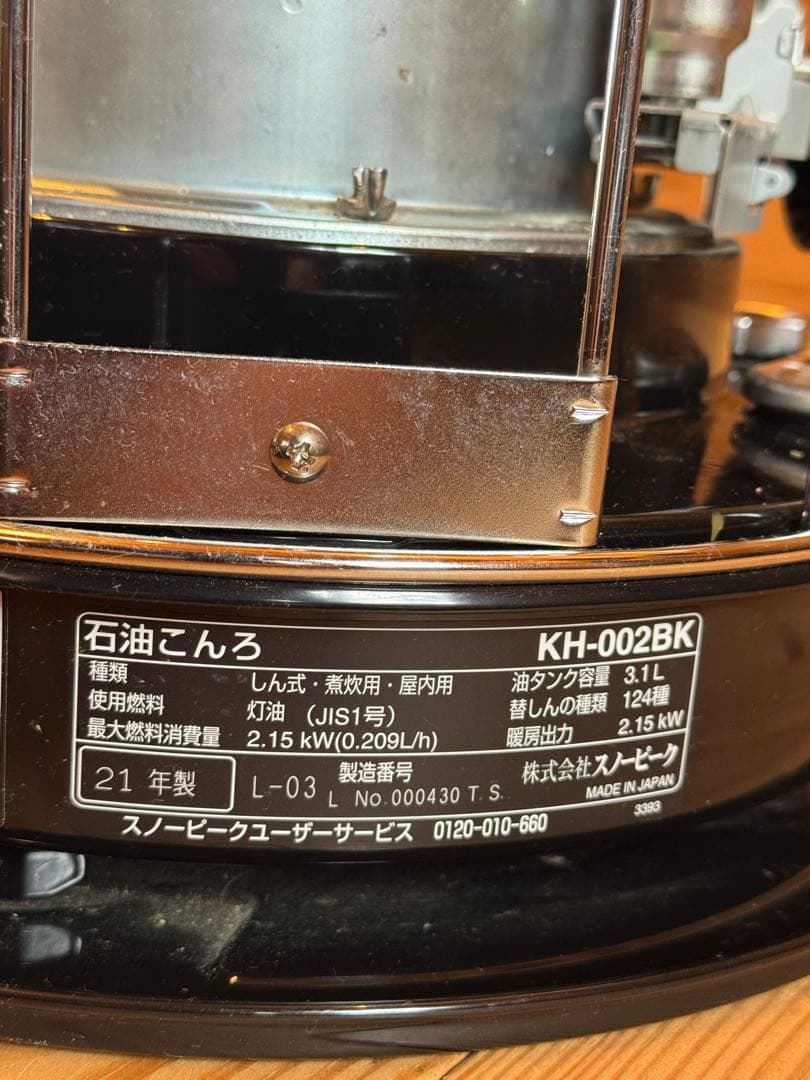 石油こんろ KH-002BK
種類 しん式・煮炊用・屋内用 油タンク容量 3.1L
使用燃料 灯油 (JIS1号) 替しんの種類 124種
最大燃料消費量 2.15 kW(0.209L/h) 暖房出力 2.15 kW
21 年製 L-03 製造番号 株式会社スノーピーク
L No.000430 T.S. MADE IN JAPAN
スノーピークユーザーサービス 0120-010-660 3393